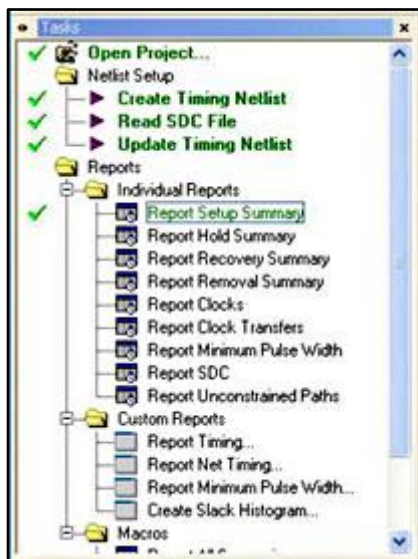 Tasks
Open Project...
Netlist Setup
Create Timing Netlist
Read SDC File
Update Timing Netlist
Reports
Individual Reports
Report Setup Summary
Report Hold Summary
Report Recovery Summary
Report Removal Summary
Report Clocks
Report Clock Transfers
Report Minimum Pulse Width
Report SDC
Report Unconstrained Paths
Custom Reports
Report Timing...
Report Net Timing...
Report Minimum Pulse Width...
Create Slack Histogram...
Macros